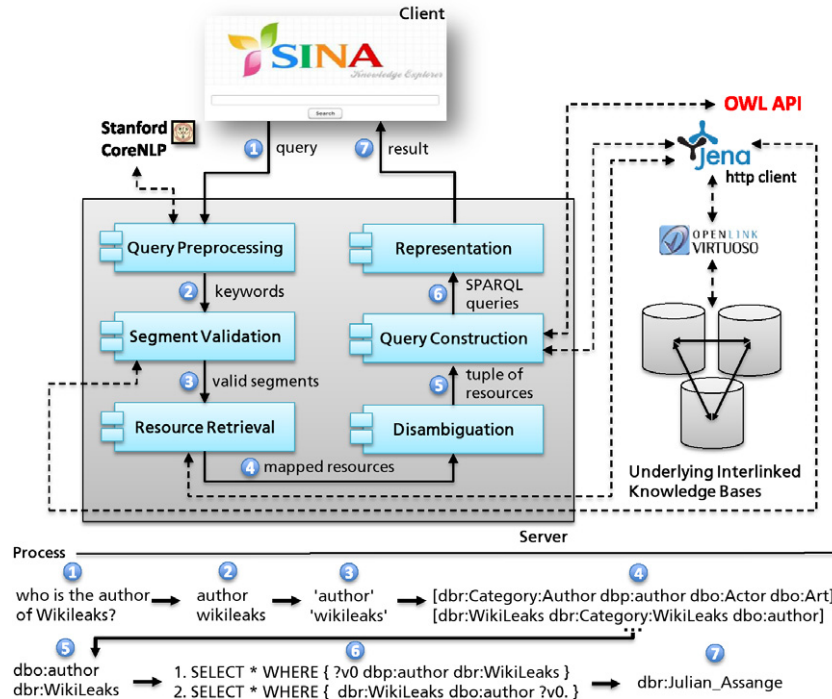 Client
SINA
Knowledge Explorer
Search
Stanford
CoreNLP
1 query
7 result
OWL API
Jena
http client
OPENLINK
VIRTUOSO
Query Preprocessing
Representation
2 keywords
6 SPARQL
queries
Segment Validation
Query Construction
3 valid segments
5 tuple of
resources
Resource Retrieval
Disambiguation
4 mapped resources
Underlying Interlinked
Knowledge Bases
Server
Process
1
2
3
4
who is the author
of Wikileaks?
author
wikileaks
'author'
'wikileaks'
[dbr:Category:Author dbp:author dbo:Actor dbo:Art]
[dbr:WikiLeaks dbr:Category:WikiLeaks dbo:author]
...
5
6
7
dbo:author
dbr:WikiLeaks
1. SELECT * WHERE { ?v0 dbp:author dbr:WikiLeaks }
2. SELECT * WHERE { dbr:WikiLeaks dbo:author ?v0. }
dbr:Julian_Assange